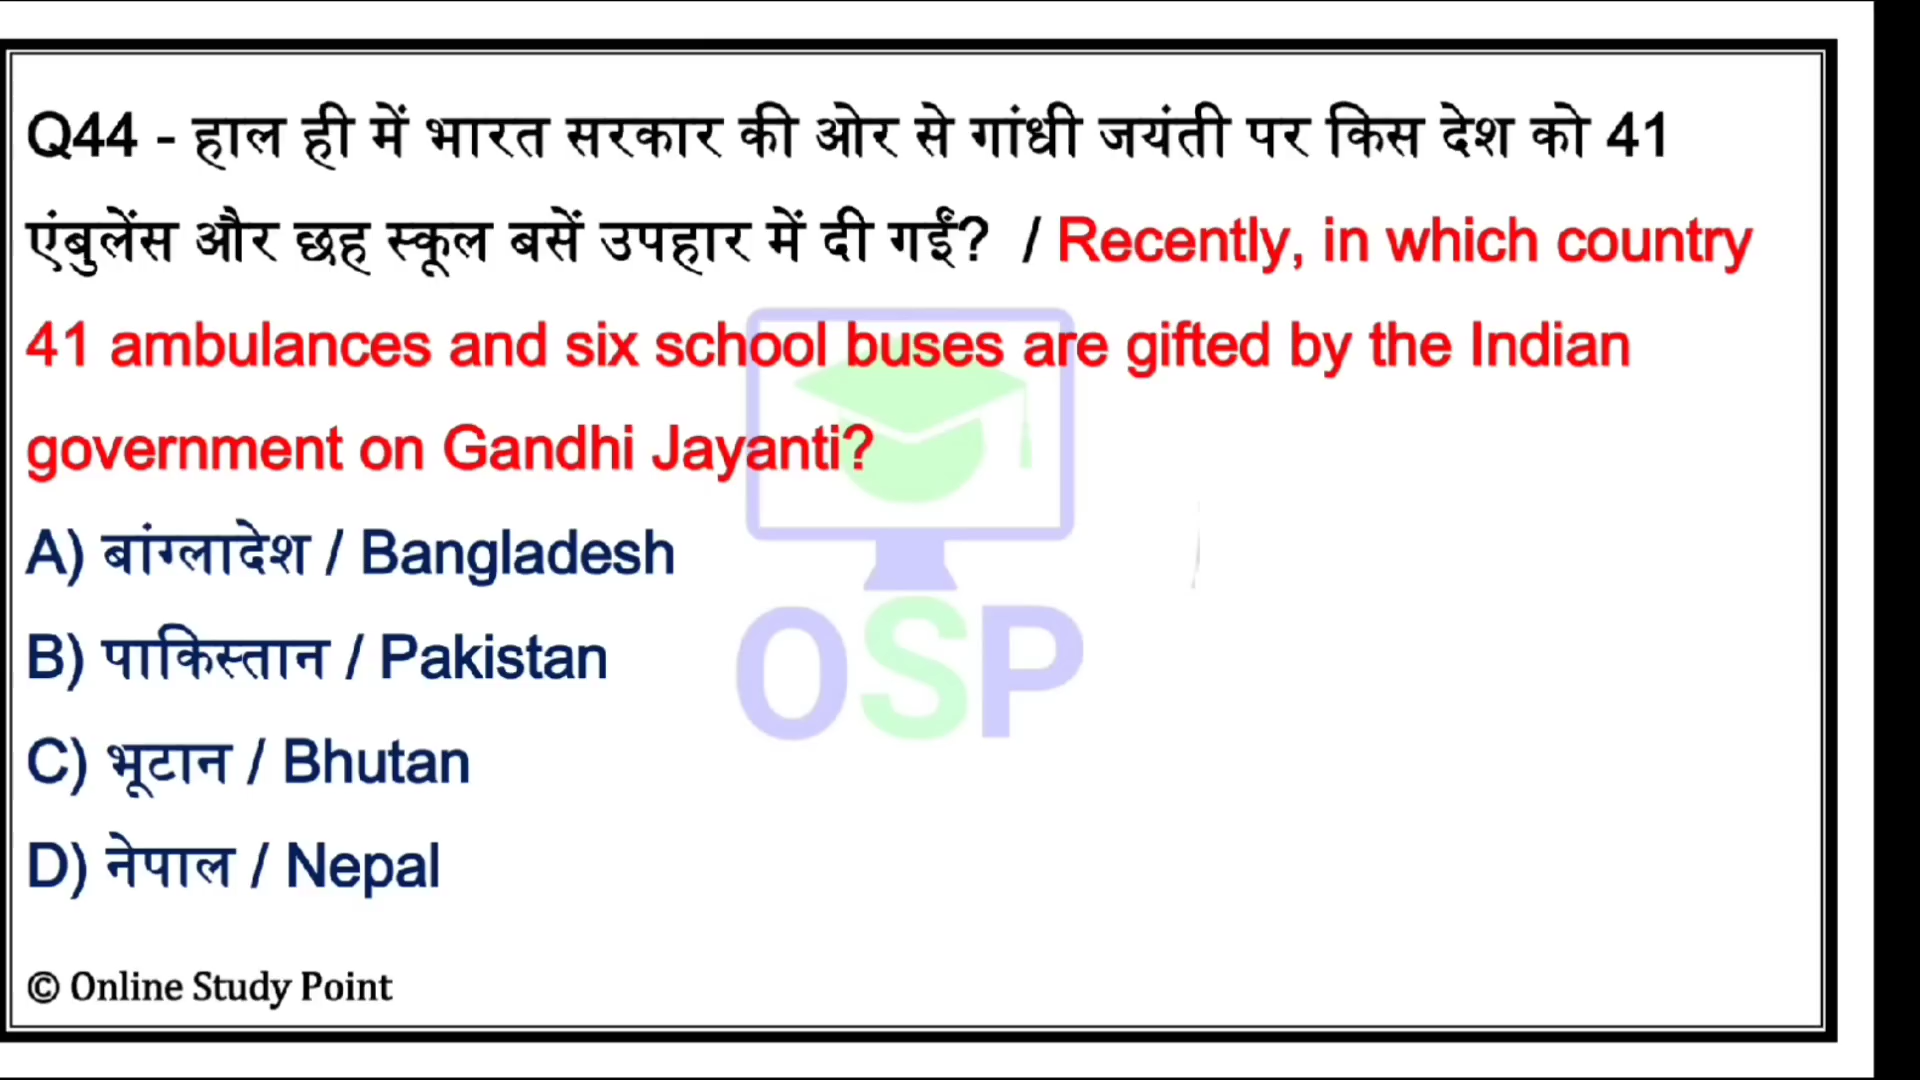 Q44 - हाल ही में भारत सरकार की ओर से गांधी जयंती पर किस देश को 41
एंबुलेंस और छह स्कूल बसें उपहार में दी गईं? / Recently, in which country
41 ambulances and six school buses are gifted by the Indian
government on Gandhi Jayanti?
A) बांग्लादेश / Bangladesh
B) पाकिस्तान / Pakistan
OSP
C) भूटान / Bhutan
D) नेपाल / Nepal
© Online Study Point